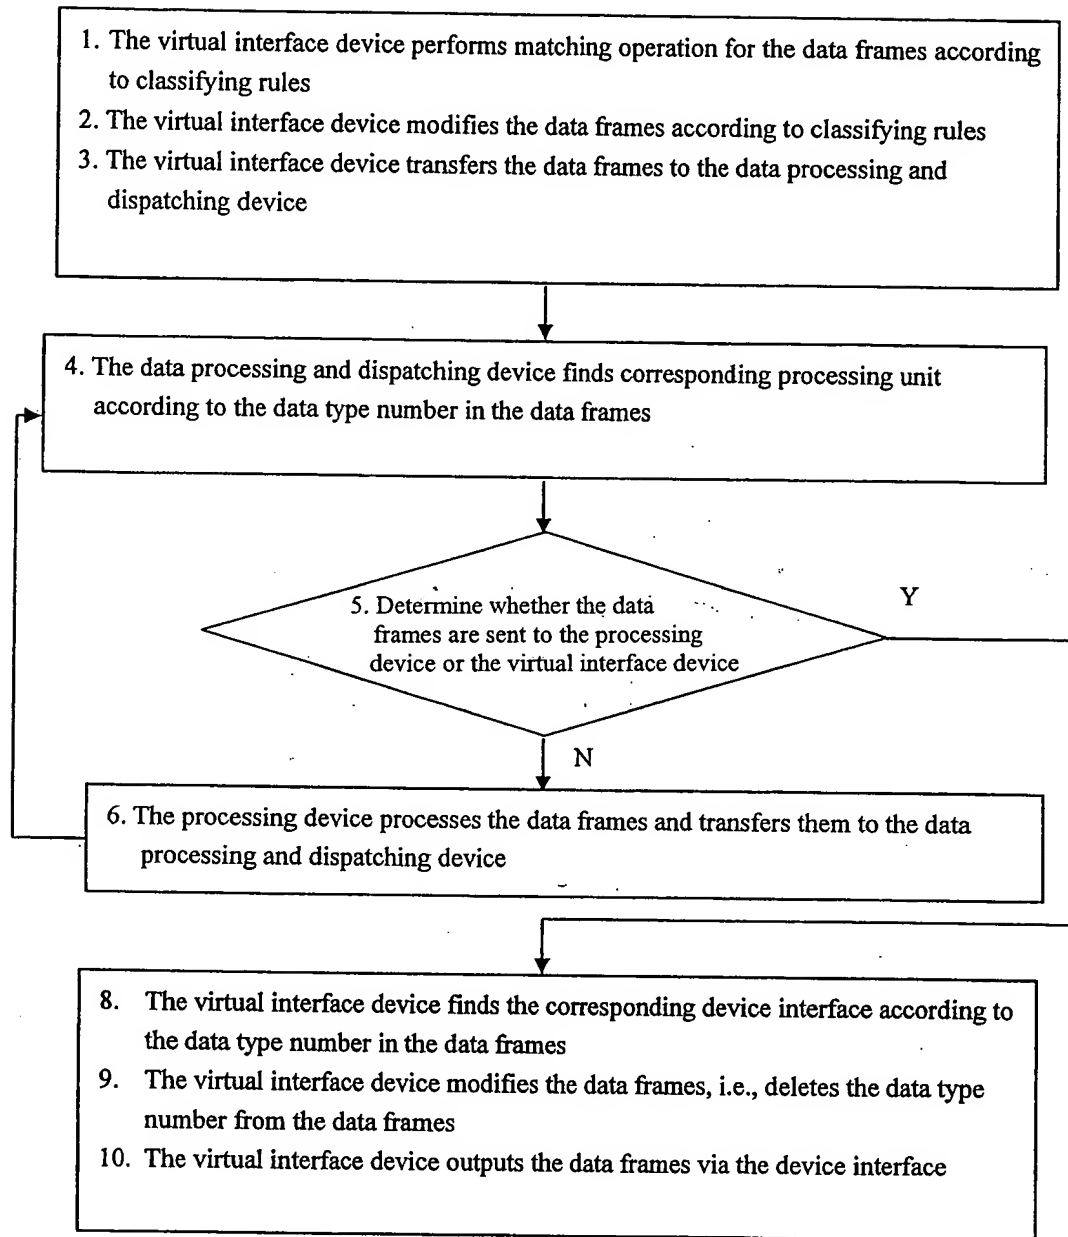 1. The virtual interface device performs matching operation for the data frames according
to classifying rules
2. The virtual interface device modifies the data frames according to classifying rules
3. The virtual interface device transfers the data frames to the data processing and
dispatching device
4. The data processing and dispatching device finds corresponding processing unit
according to the data type number in the data frames
5. Determine whether the data
frames are sent to the processing
device or the virtual interface device
Y
N
6. The processing device processes the data frames and transfers them to the data
processing and dispatching device
8. The virtual interface device finds the corresponding device interface according to
the data type number in the data frames
9. The virtual interface device modifies the data frames, i.e., deletes the data type
number from the data frames
10. The virtual interface device outputs the data frames via the device interface